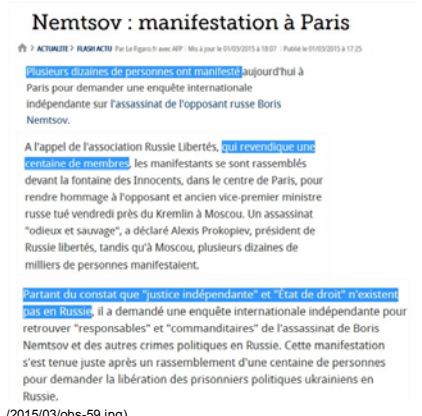 Nemtsov : manifestation à Paris
> ACTUALITE > FLASH ACTU Par Le Figaro.fr avec AFP Mis à jour le 01/03/2015 à 18:07 Publié le 01/03/2015 à 17:25
Plusieurs dizaines de personnes ont manifesté aujourd'hui à
Paris pour demander une enquête internationale
indépendante sur l'assassinat de l'opposant russe Boris
Nemtsov.
A l'appel de l'association Russie Libertés, qui revendique une
centaine de membres, les manifestants se sont rassemblés
devant la fontaine des Innocents, dans le centre de Paris, pour
rendre hommage à l'opposant et ancien vice-premier ministre
russe tué vendredi près du Kremlin à Moscou. Un assassinat
"odieux et sauvage", a déclaré Alexis Prokopiev, président de
Russie libertés, tandis qu'à Moscou, plusieurs dizaines de
milliers de personnes manifestaient.
Partant du constat que "justice indépendante" et "État de droit" n'existent
pas en Russie, il a demandé une enquête internationale indépendante pour
retrouver "responsables" et "commanditaires" de l'assassinat de Boris
Nemtsov et des autres crimes politiques en Russie. Cette manifestation
s'est tenue juste après un rassemblement d'une centaine de personnes
pour demander la libération des prisonniers politiques ukrainiens en
Russie.
/2015/03/obs-59.jpg)